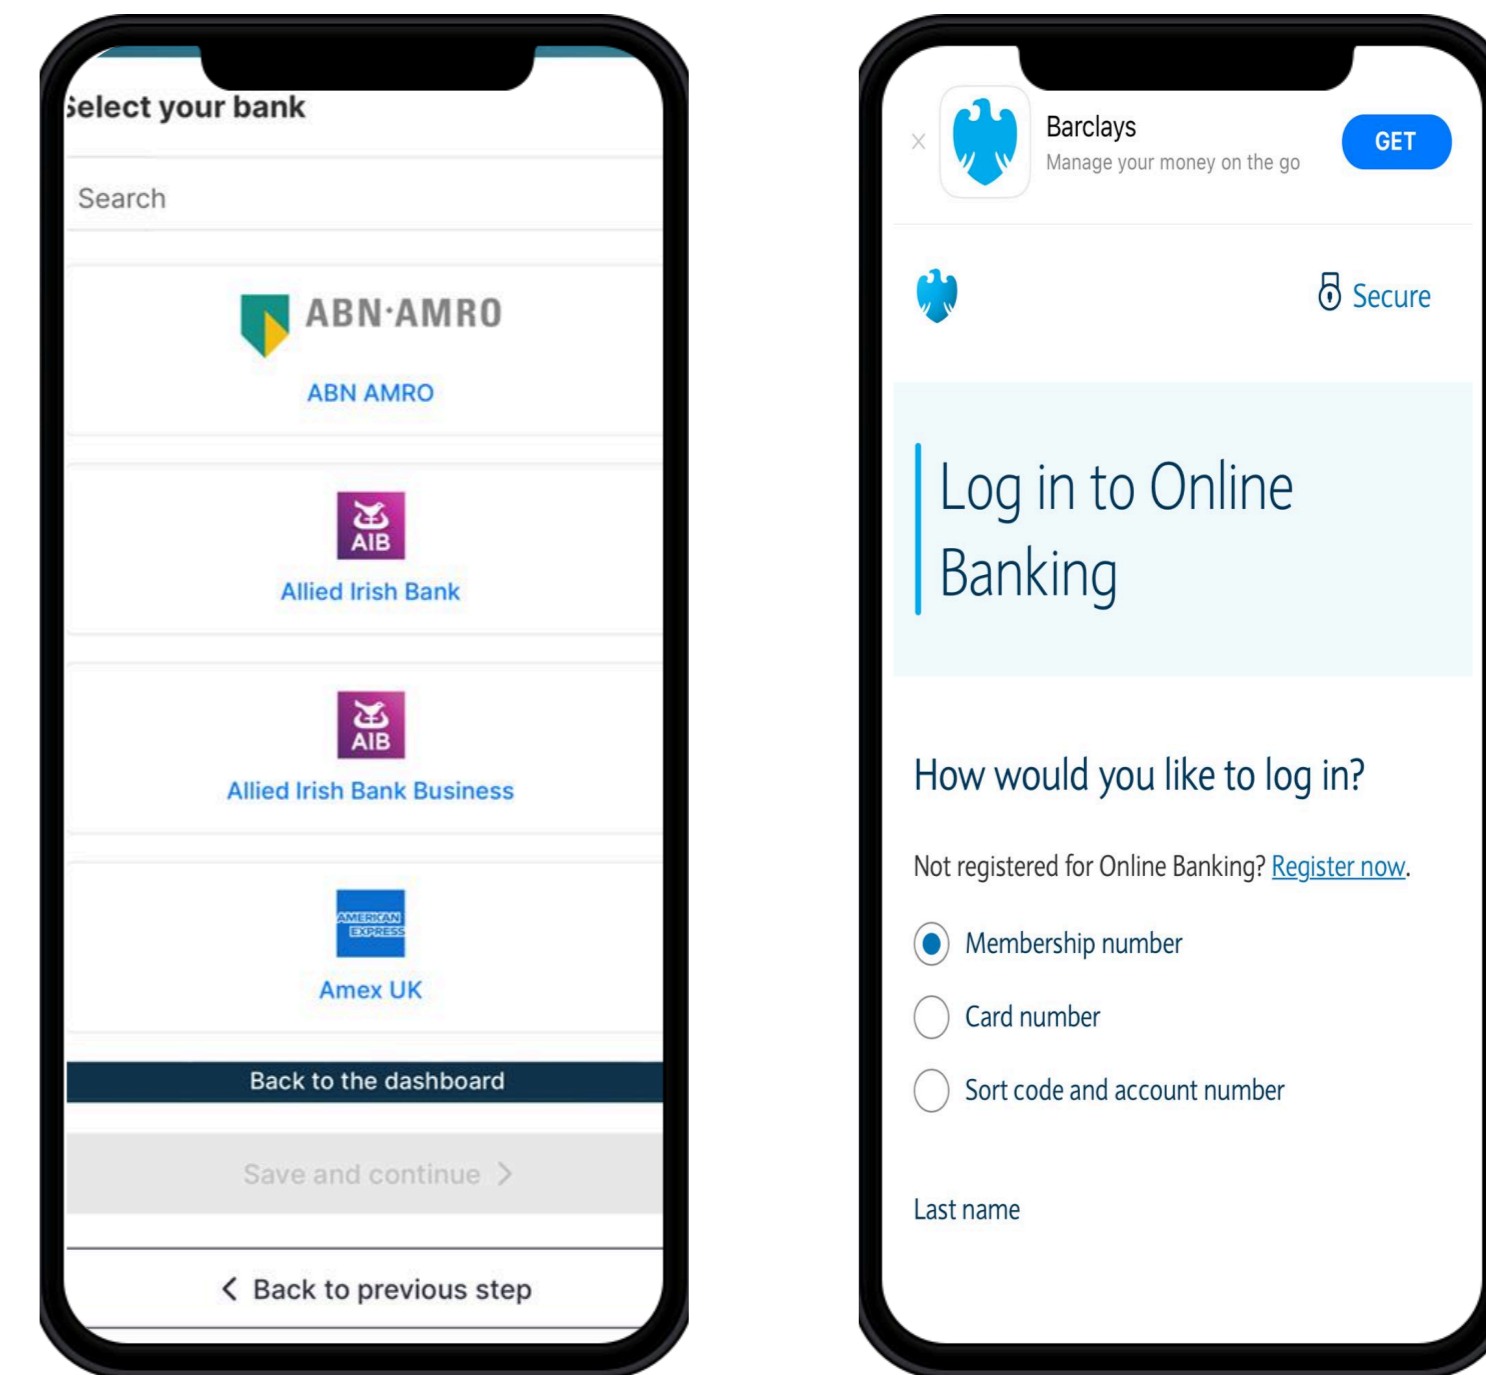 Select your bank
Search
ABN·AMRO
ABN AMRO
AIB
Allied Irish Bank
AIB
Allied Irish Bank Business
AMERICAN
EXPRESS
Amex UK
Back to the dashboard
Save and continue >
< Back to previous step
Barclays
Manage your money on the go
GET
Secure
Log in to Online
Banking
How would you like to log in?
Not registered for Online Banking? Register now.
Membership number
Card number
Sort code and account number
Last name